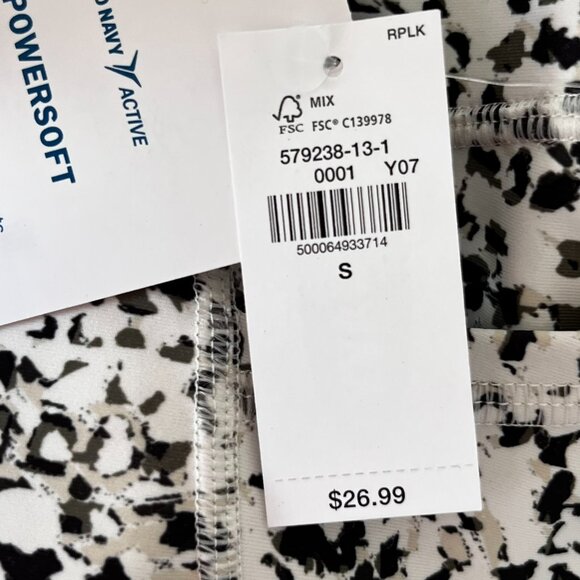 NAVY
ACTIVE
POWERSOFT
RPLK
MIX
FSC FSC® C139978
579238-13-1
0001 Y07
500064933714
S
$26.99